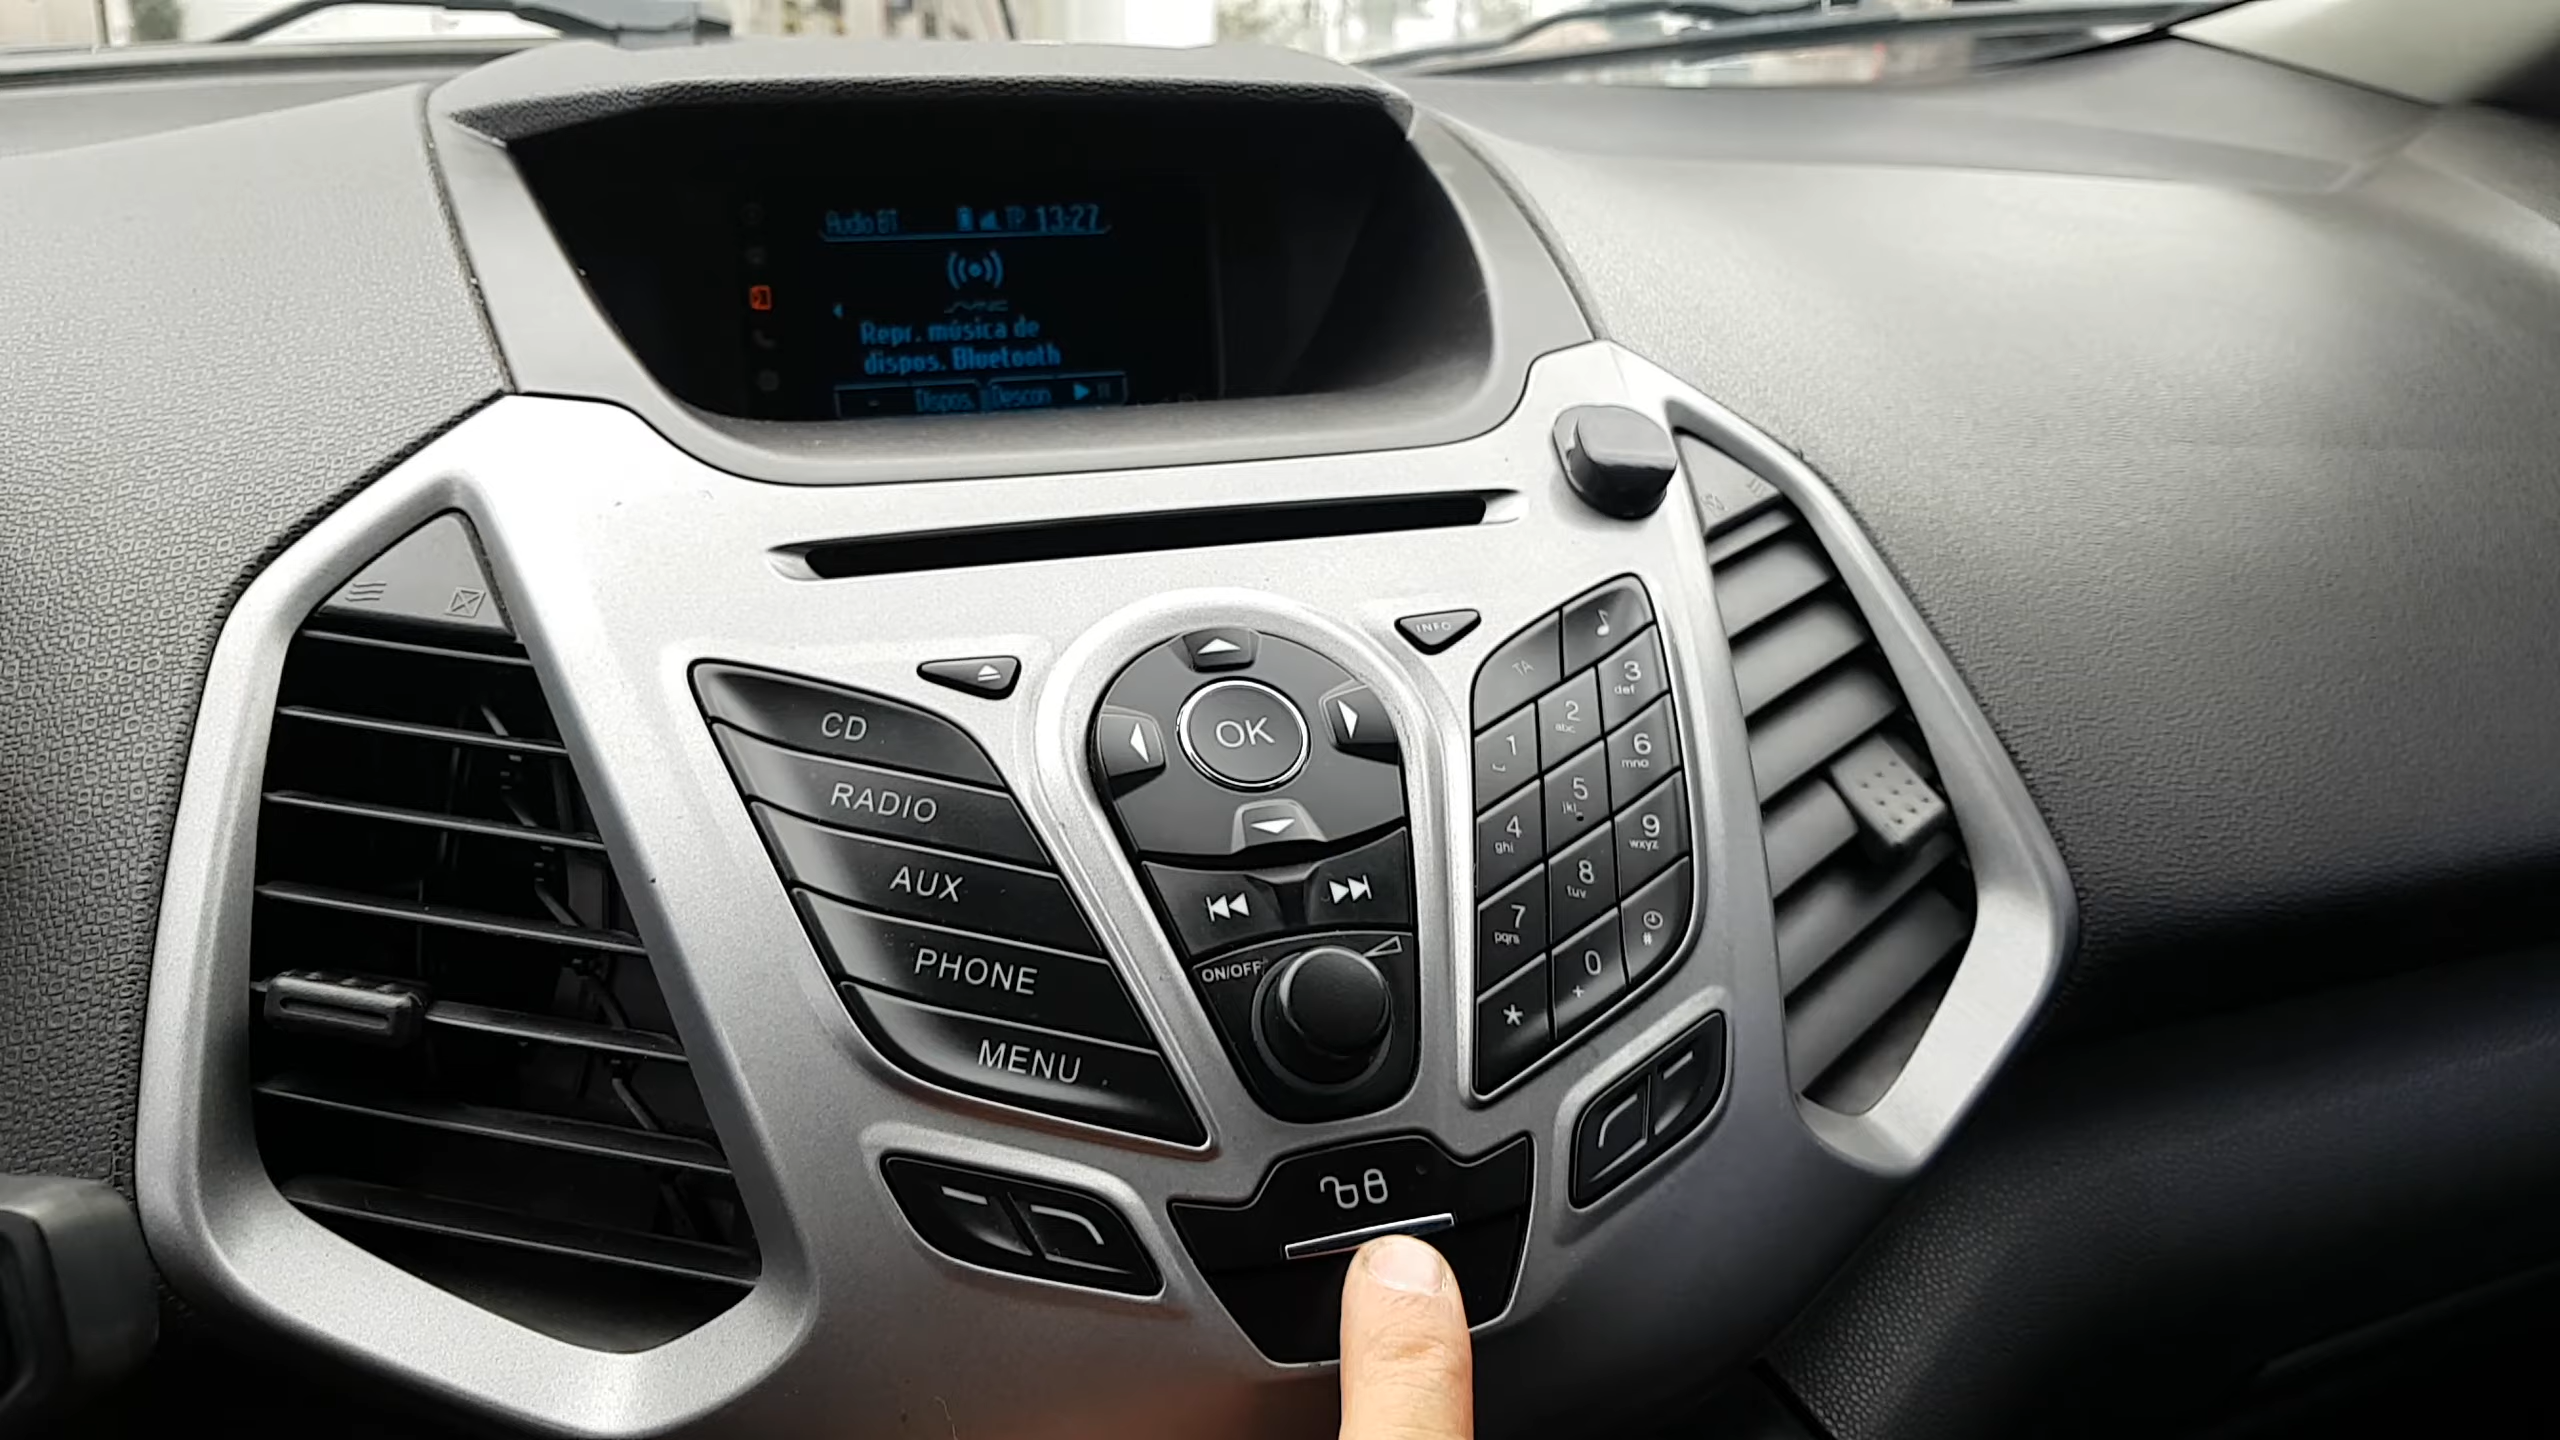 Audio BT TP 13:27
Repr. música de
dispos. Bluetooth
- Dispos. Descon
INFO
CD
RADIO
AUX
PHONE
MENU
OK
ON/OFF
TA
1
2 abc
3 def
4 ghi
5 jkl
6 mno
7 pqrs
8 tuv
9 wxyz
*
0 +
#